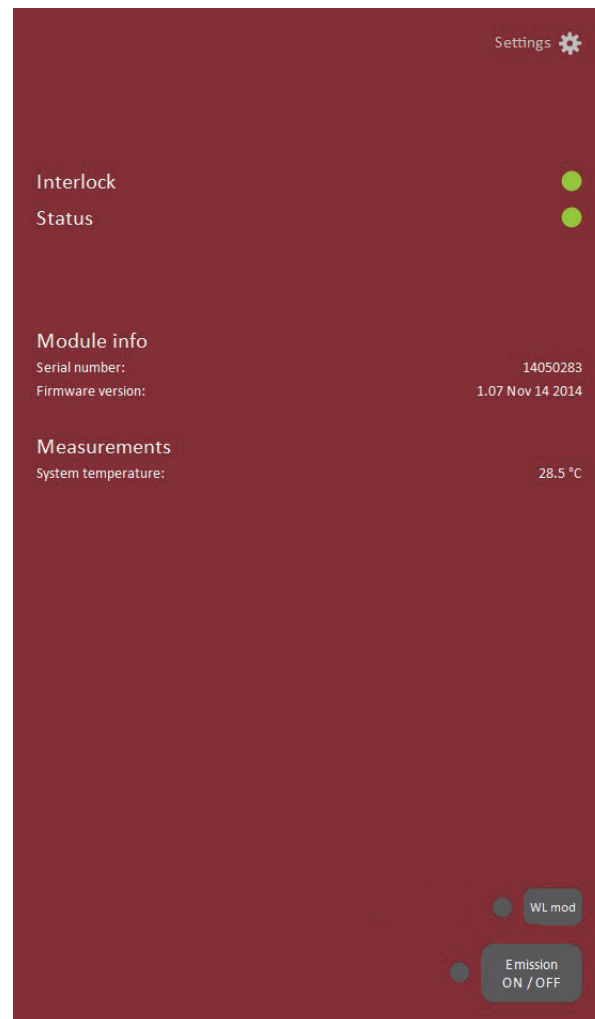 Settings
Interlock
Status
Module info
Serial number: 14050283
Firmware version: 1.07 Nov 14 2014
Measurements
System temperature: 28.5 °C
WL mod
Emission
ON / OFF